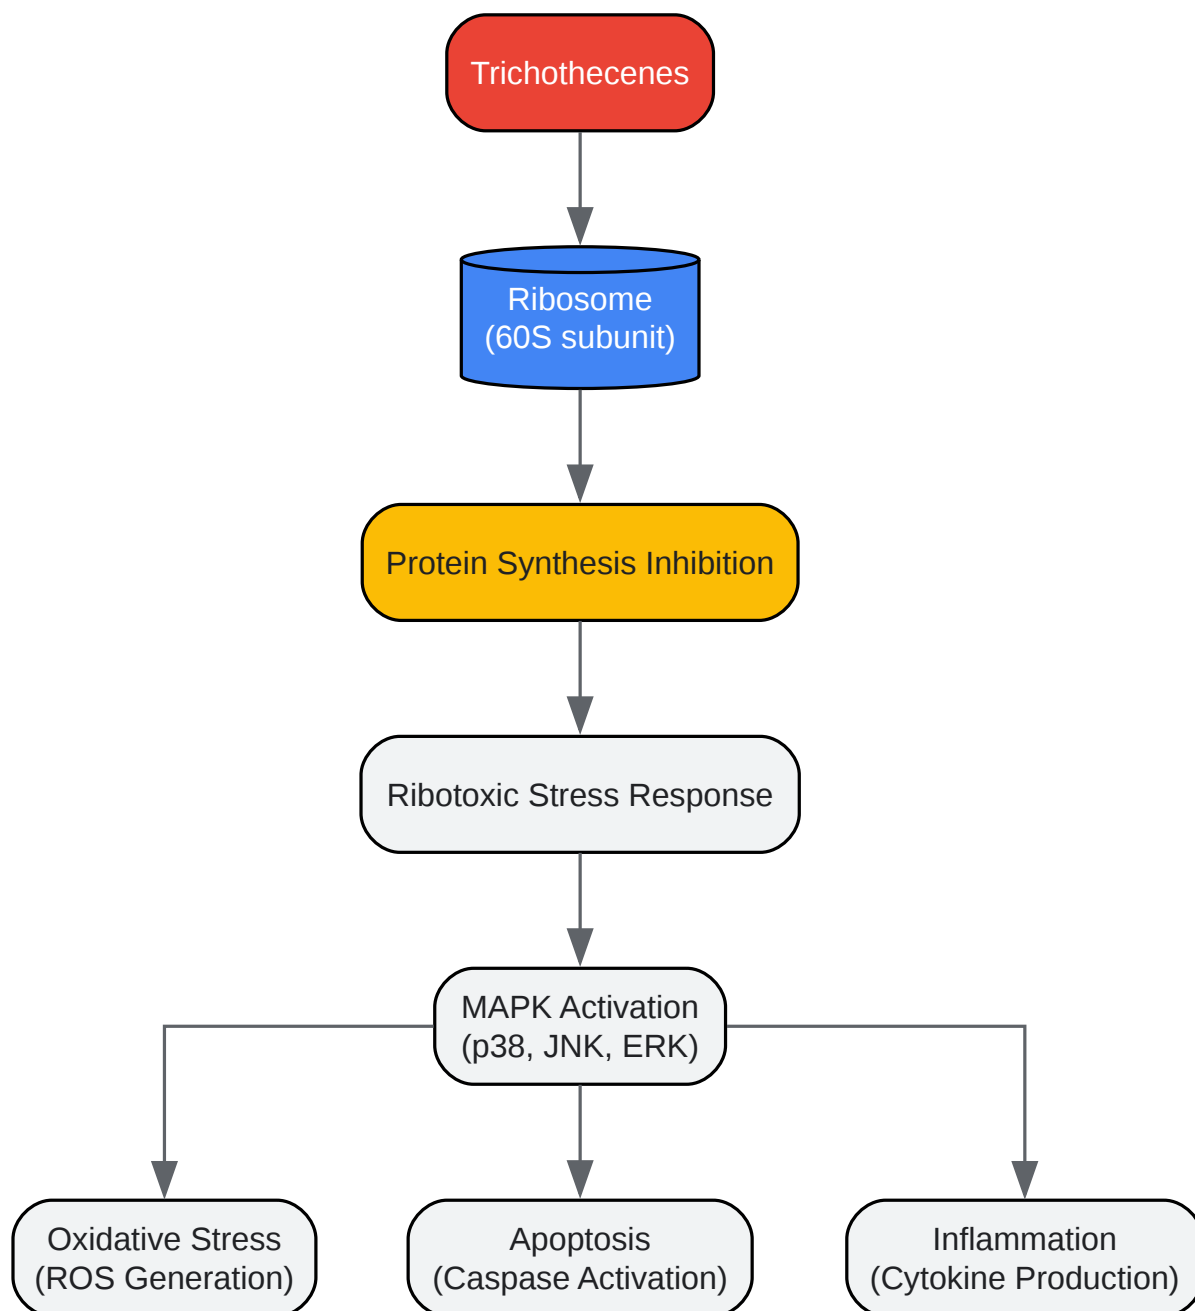 Trichothecenes
Ribosome
(60S subunit)
Protein Synthesis Inhibition
Ribotoxic Stress Response
MAPK Activation
(p38, JNK, ERK)
Oxidative Stress
(ROS Generation)
Apoptosis
(Caspase Activation)
Inflammation
(Cytokine Production)